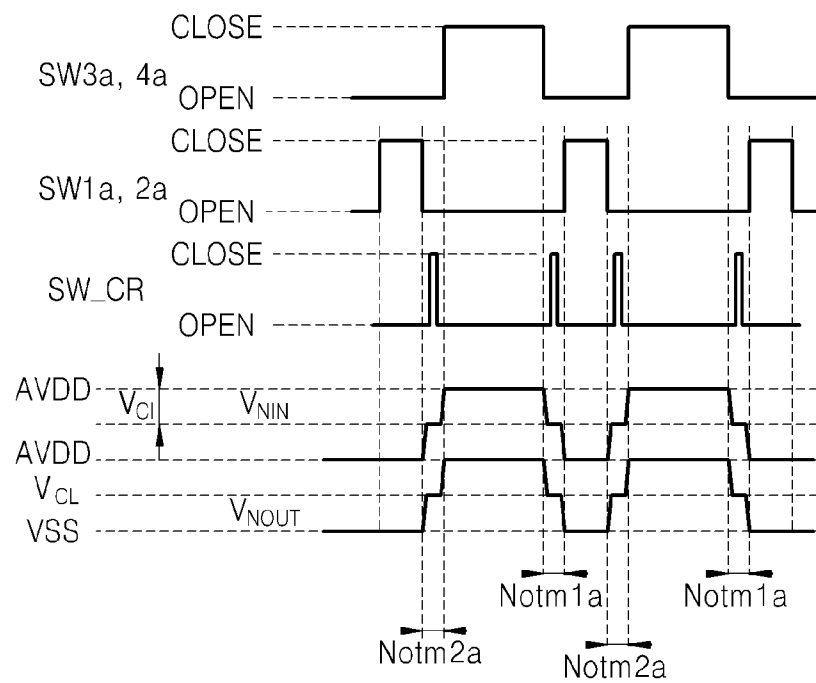 CLOSE
SW3a, 4a
OPEN
CLOSE
SW1a, 2a
OPEN
CLOSE
SW_CR
OPEN
AVDD
VCI
VNIN
AVDD
VCL
VNOUT
VSS
Notm1a Notm1a
Notm2a Notm2a